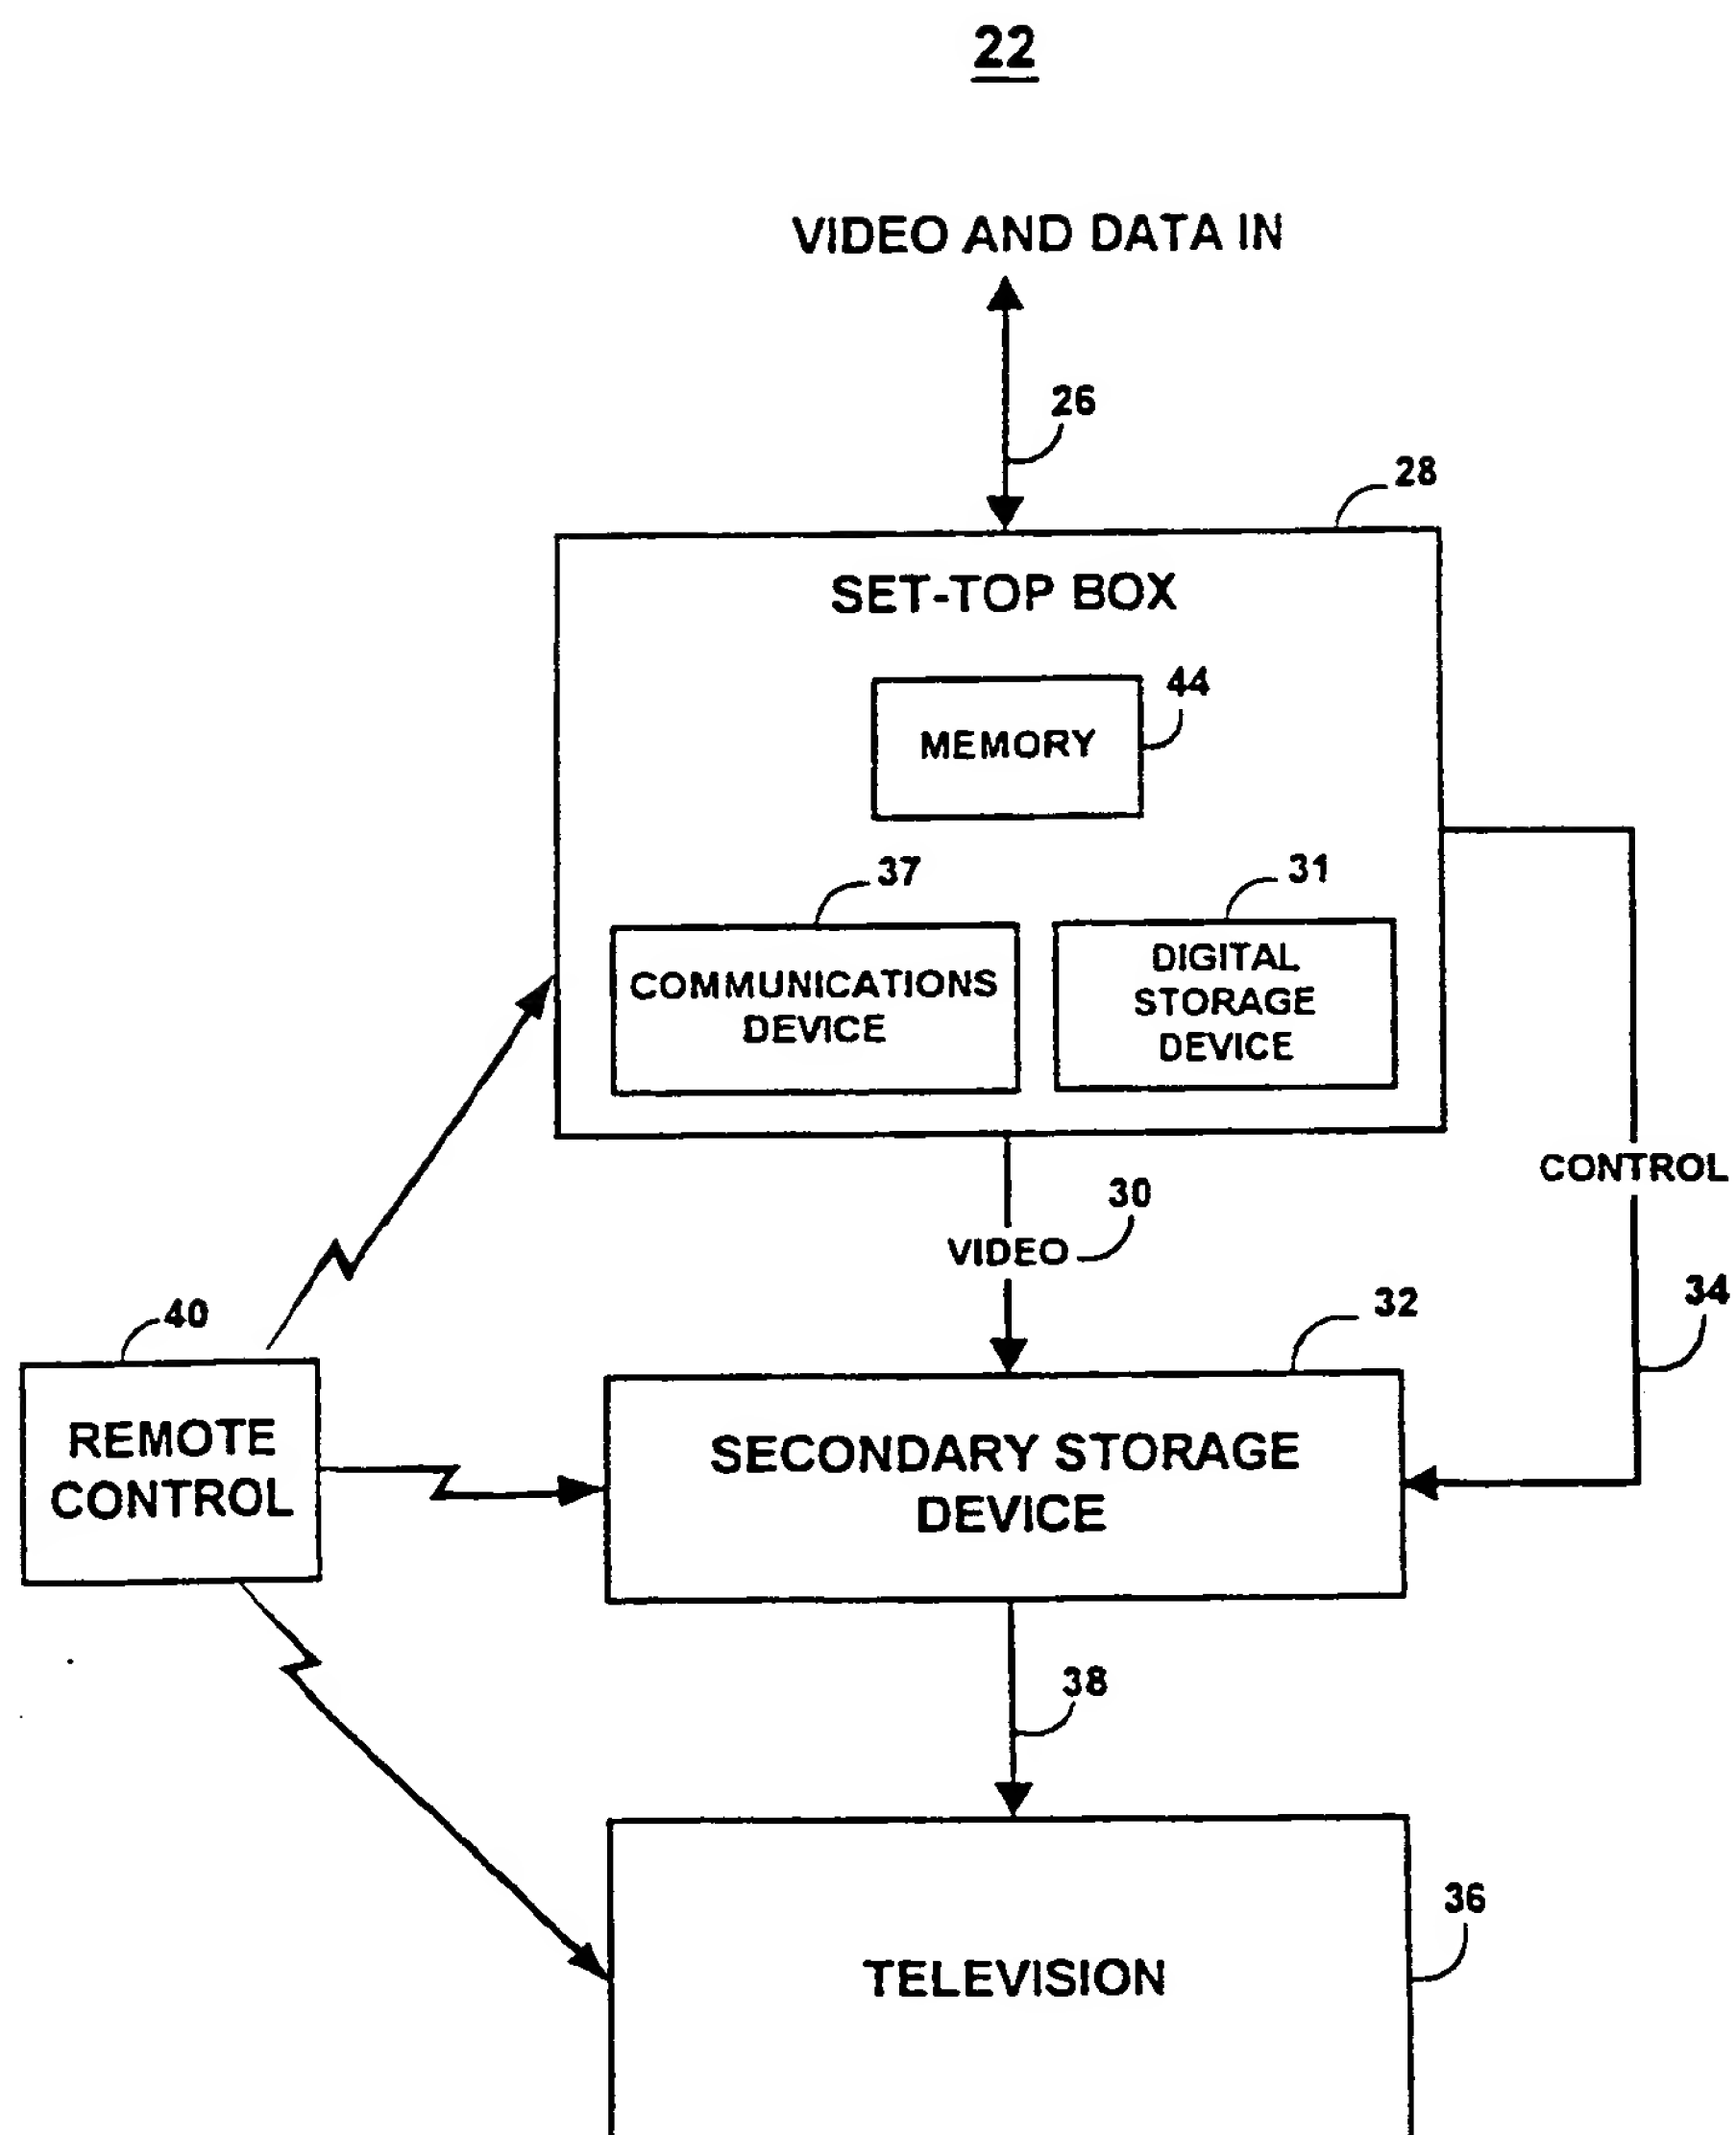 22
VIDEO AND DATA IN
26
28
SET-TOP BOX
44
MEMORY
37
31
COMMUNICATIONS
DEVICE
DIGITAL
STORAGE
DEVICE
CONTROL
30
VIDEO
34
32
40
REMOTE
CONTROL
SECONDARY STORAGE
DEVICE
38
36
TELEVISION